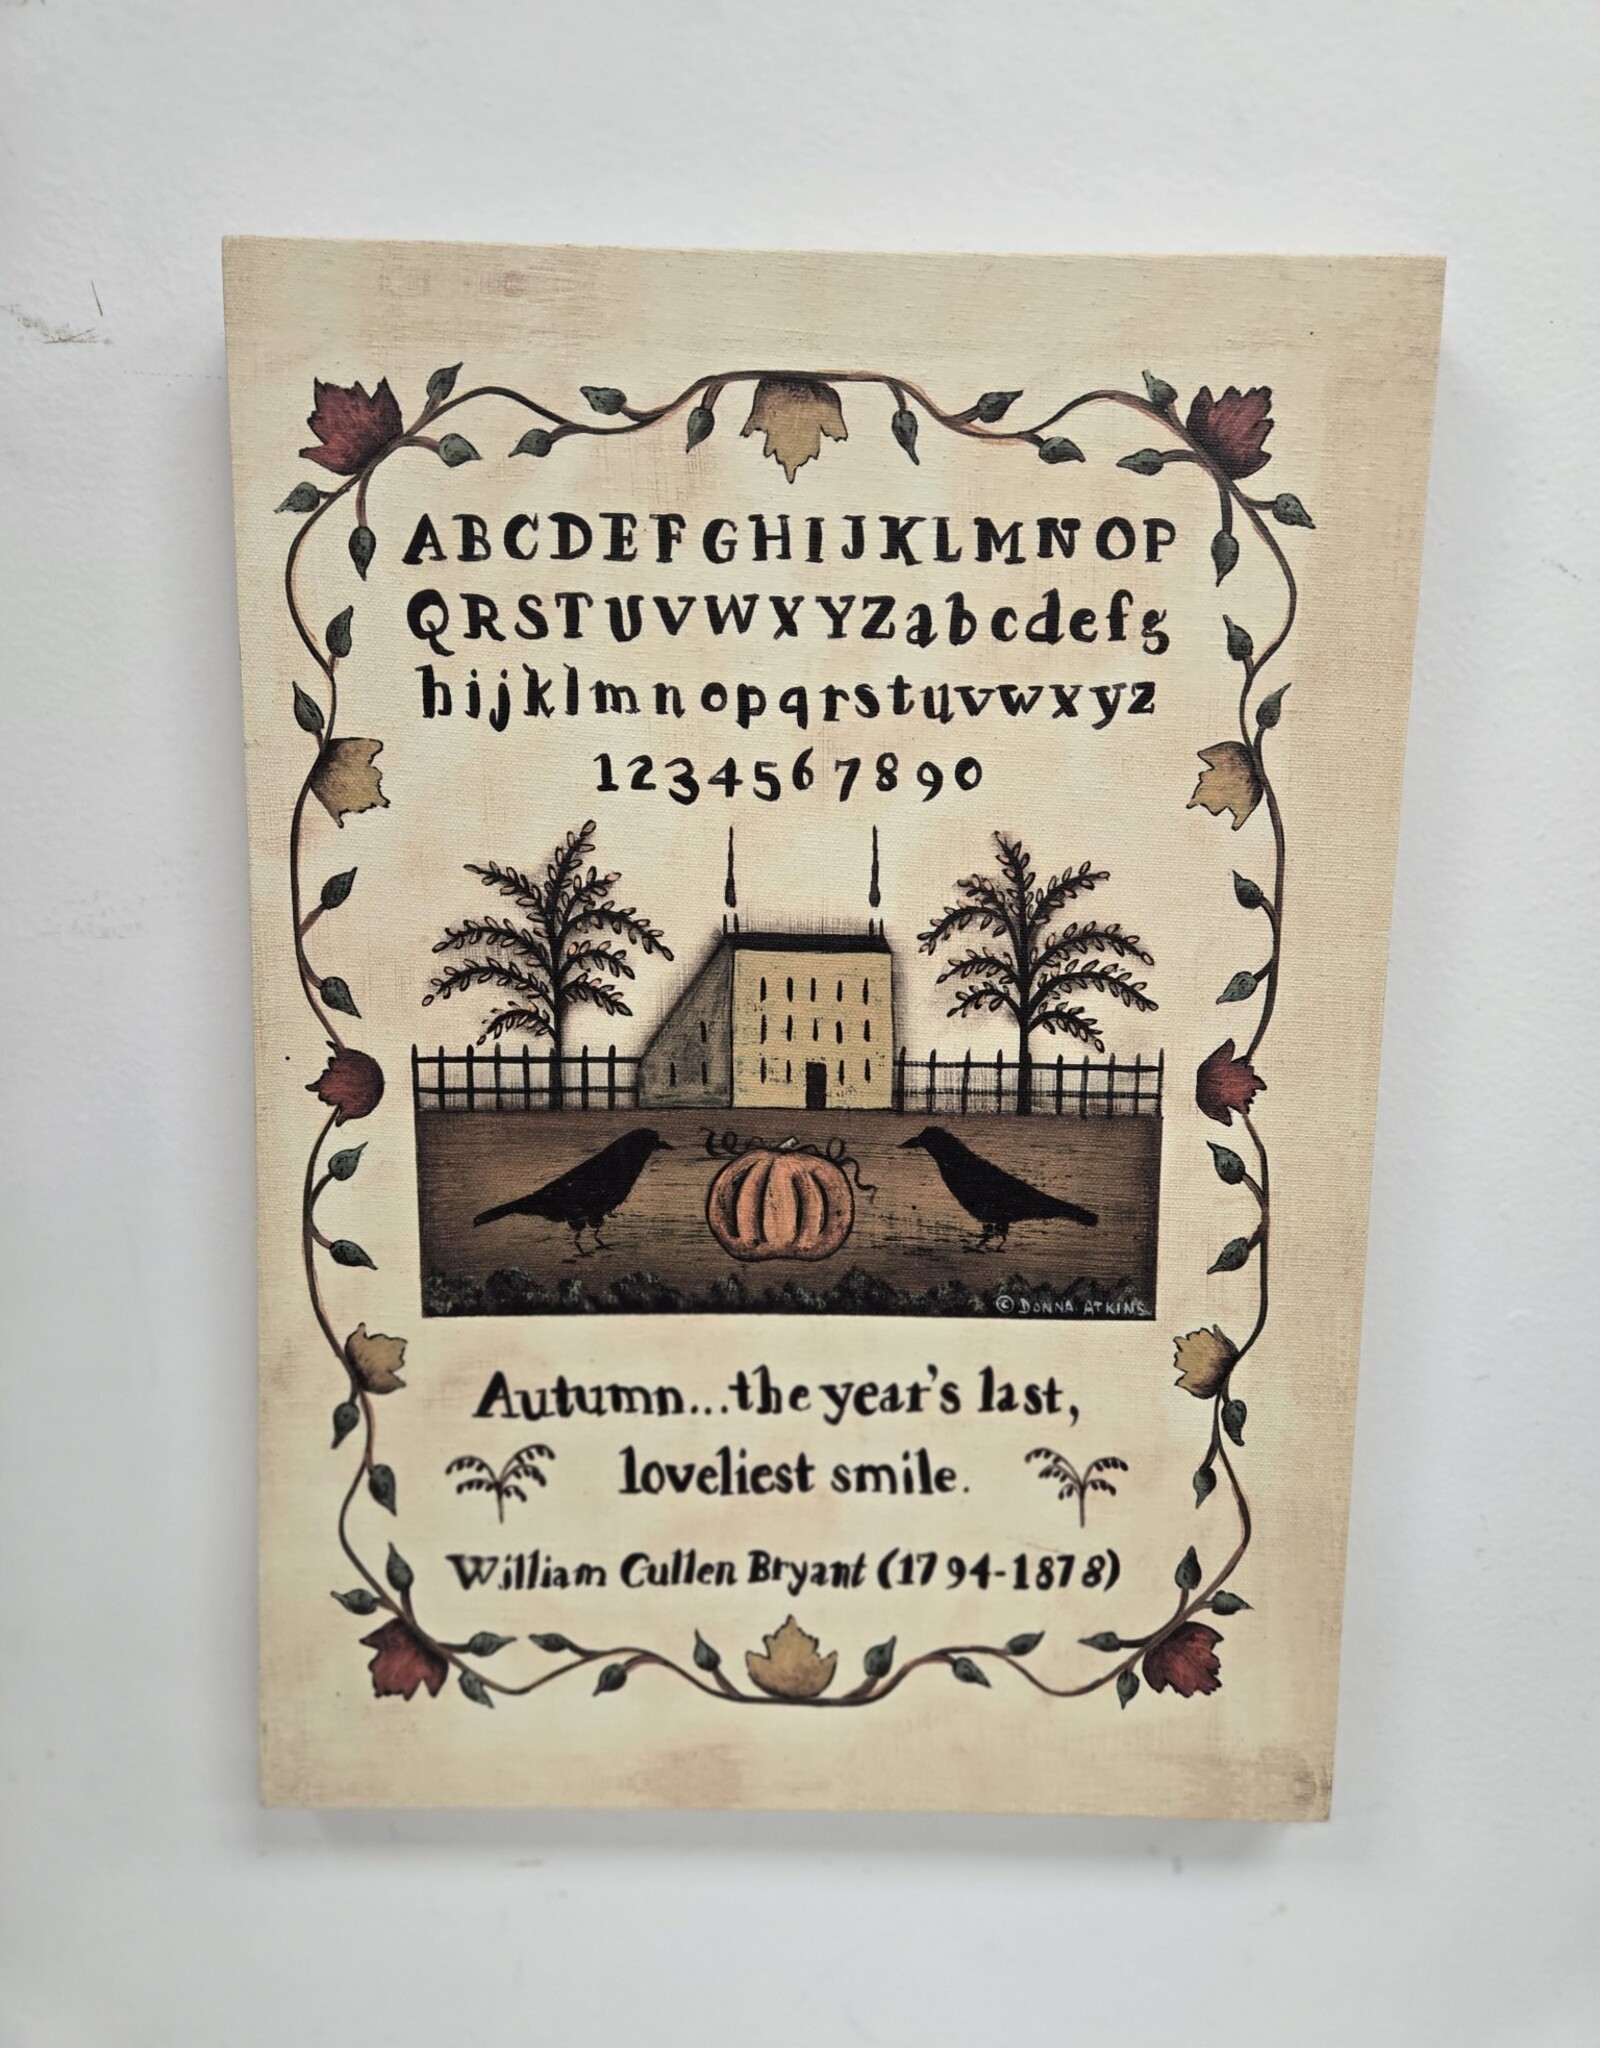 ABCDEFGHIJKLMNOP
QRSTUVWXYZabcdefg
hijklmnopqrstuvwxyz
1234567890
© DONNA ATKINS
Autumn...the year's last,
loveliest smile.
William Cullen Bryant (1794-1878)